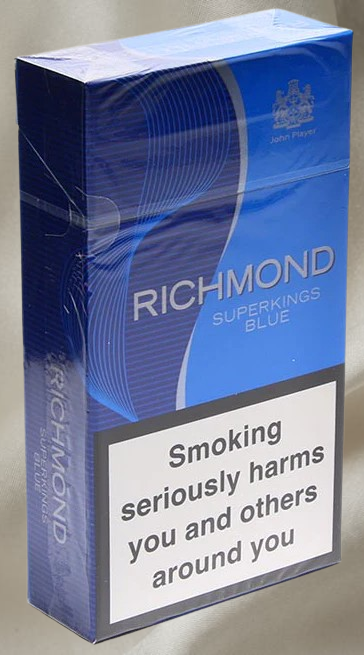 John Player
RICHMOND
SUPERKINGS
BLUE
Smoking
seriously harms
you and others
around you
RICHMOND
SUPERKINGS
BLUE